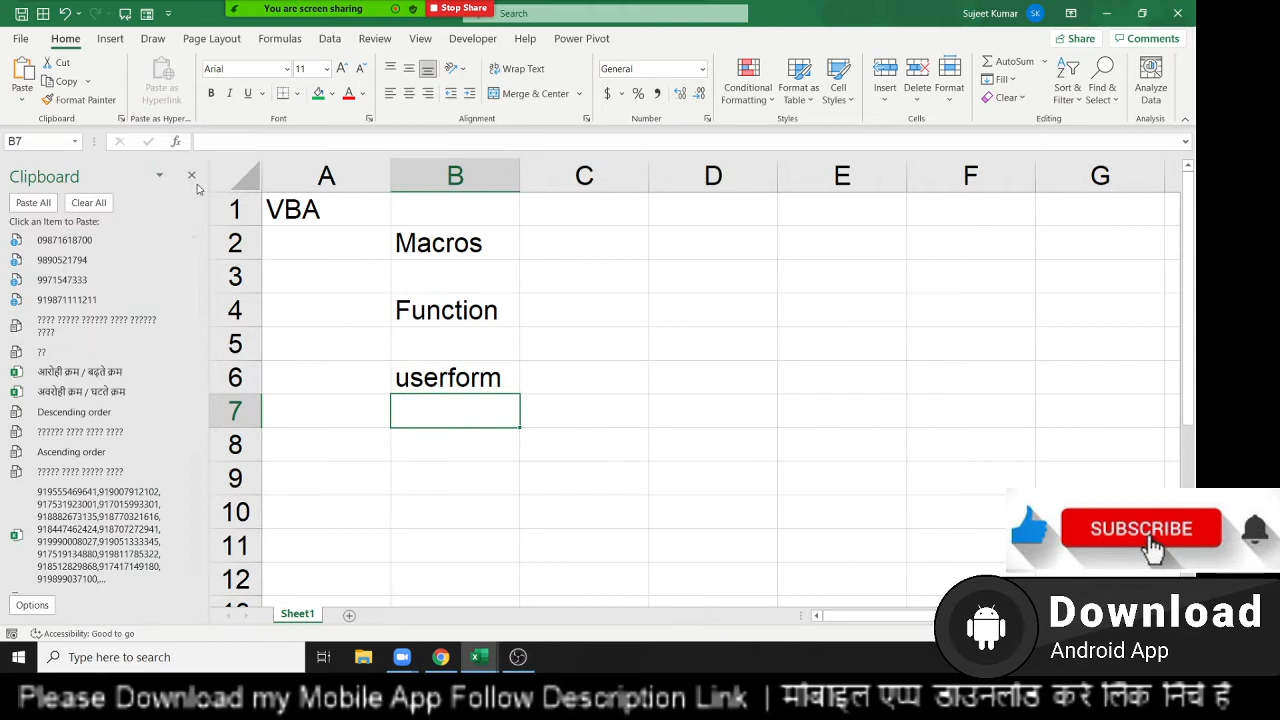 You are screen sharing
Stop Share
Search
Sujeet Kumar
SK
File Home Insert Draw Page Layout Formulas Data Review View Developer Help Power Pivot
Share
Comments
Paste
Cut
Copy
Format Painter
Clipboard
Paste as Hyperlink
Paste as Hyper...
Arial
11
B I U
Font
Wrap Text
Merge & Center
Alignment
General
$ % ,
Number
Conditional Formatting
Format as Table
Cell Styles
Styles
Insert
Delete
Format
Cells
AutoSum
Fill
Clear
Sort & Filter
Find & Select
Editing
Analyze Data
Analysis
B7
fx
Clipboard
Paste All
Clear All
Click an Item to Paste:
09871618700
9890521794
9971547333
919871111211
???? ????? ?????? ???? ??????
????
??
आरोही क्रम / बढ़ते क्रम
अवरोही क्रम / घटते क्रम
Descending order
?????? ???? ???? ????
Ascending order
????? ???? ????? ????
919555469641,919007912102,
917531923001,917015993301,
918882673135,918770321616,
918447462424,918707272941,
919990008027,919051333345,
917519134880,919811785322,
918512829868,917417149180,
919899037100,...
Options
A B C D E F G
1 VBA
2 Macros
3
4 Function
5
6 userform
7
8
9
10
11
12
Sheet1
Accessibility: Good to go
Type here to search
SUBSCRIBE
Download
Android App
Please Download my Mobile App Follow Description Link | मोबाइल एप्प डाउनलोड करे लिंक निचे है